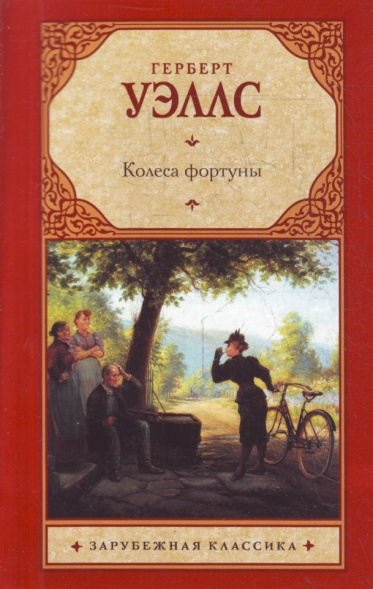 ГЕРБЕРТ
УЭЛЛС
Колеса фортуны
ЗАРУБЕЖНАЯ КЛАССИКА